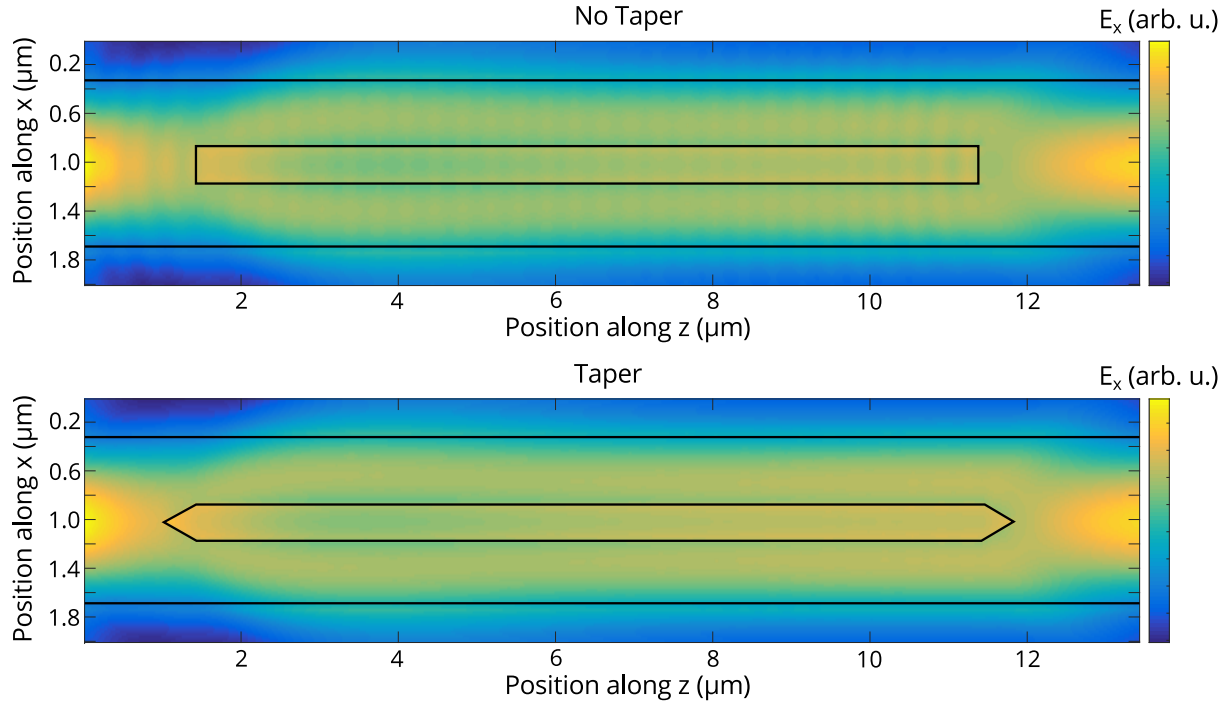 No Taper
E_x (arb. u.)
Position along x (μm)
0.2
0.6
1.0
1.4
1.8
2 4 6 8 10 12
Position along z (μm)
Taper
E_x (arb. u.)
Position along x (μm)
0.2
0.6
1.0
1.4
1.8
2 4 6 8 10 12
Position along z (μm)